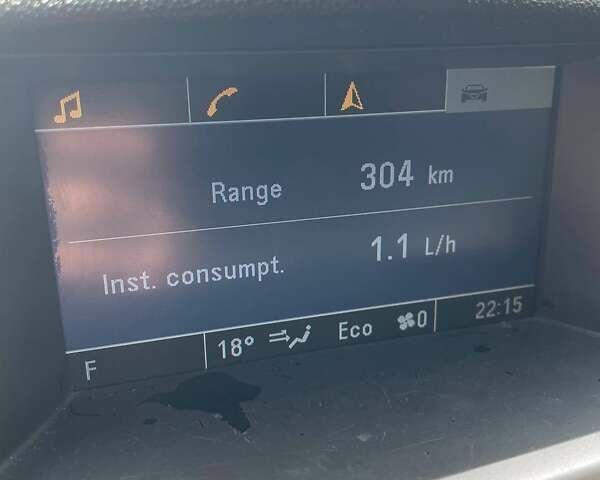 Range 304 km
Inst. consumpt. 1.1 L/h
F 18° Eco 0 22:15